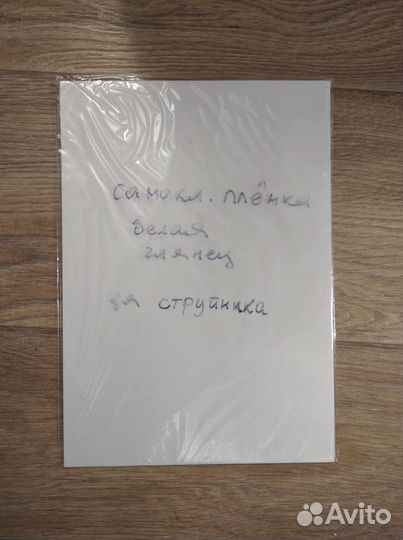 самокл. плёнка
белая
глянец
для струйника
Avito